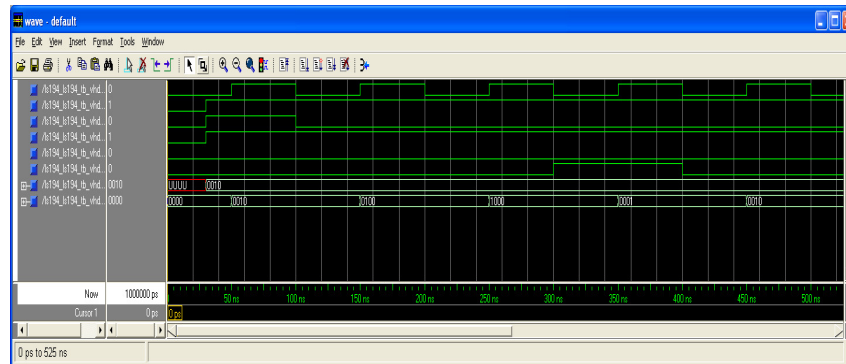 wave - default
File Edit View Insert Format Tools Window
/ls194_ls194_tb_vhd... 0
/ls194_ls194_tb_vhd... 1
/ls194_ls194_tb_vhd... 0
/ls194_ls194_tb_vhd... 1
/ls194_ls194_tb_vhd... 0
/ls194_ls194_tb_vhd... 0
/ls194_ls194_tb_vhd... 0010 UUUU 0010
/ls194_ls194_tb_vhd... 0000 0000 0010 0100 1000 0001 0010
Now 1000000 ps 50 ns 100 ns 150 ns 200 ns 250 ns 300 ns 350 ns 400 ns 450 ns 500 ns
Cursor 1 0 ps 0 ps
0 ps to 525 ns